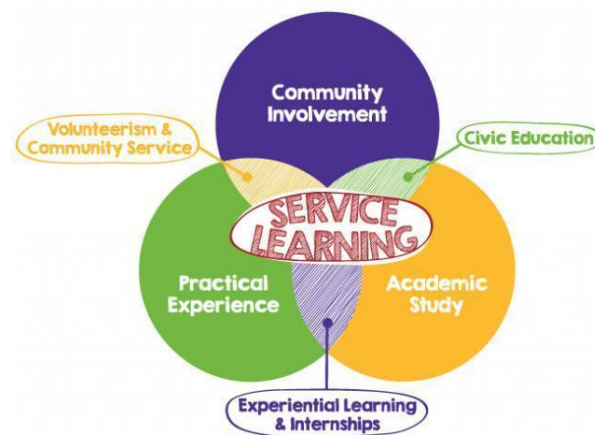 Community
Involvement
Volunteerism &
Community Service
Civic Education
SERVICE
LEARNING
Practical
Experience
Academic
Study
Experiential Learning
& Internships